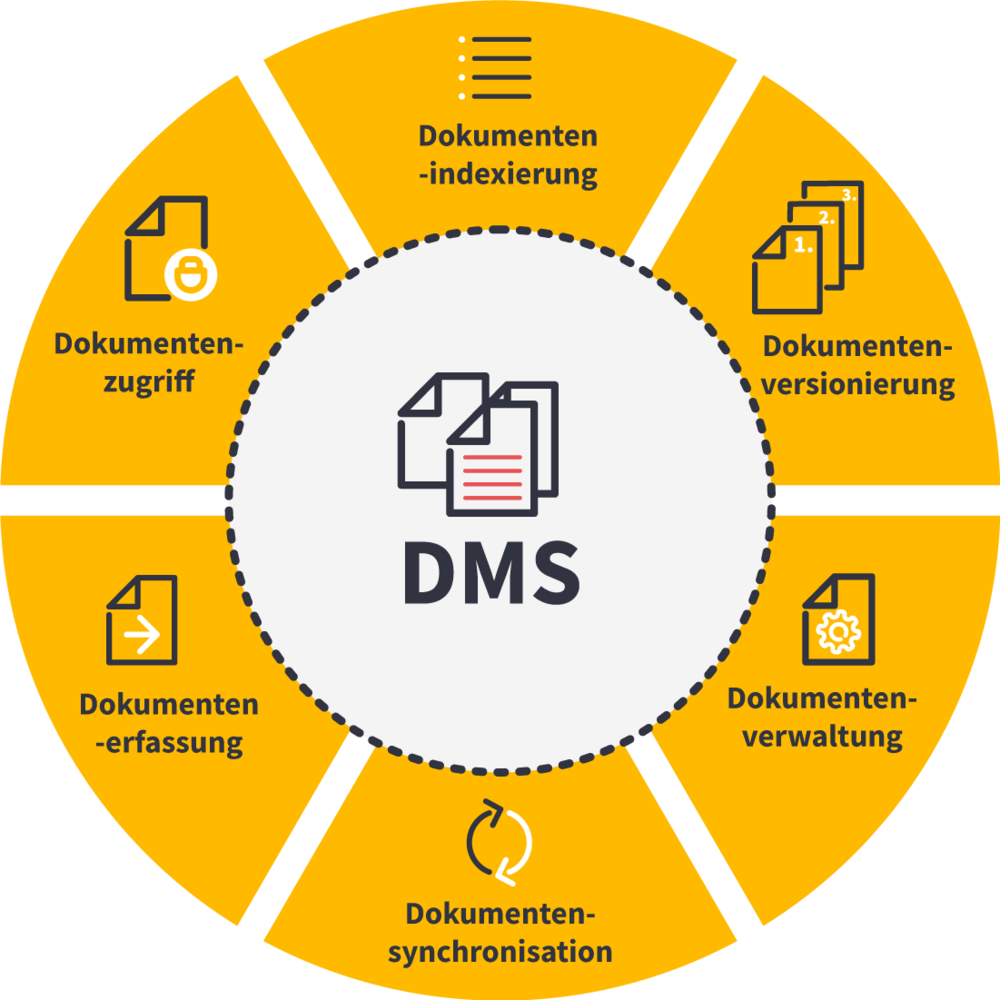 Dokumenten
-indexierung
3.
2.
1.
Dokumenten-
versionierung
Dokumenten-
zugriff
DMS
Dokumenten-
verwaltung
Dokumenten
-erfassung
Dokumenten-
synchronisation